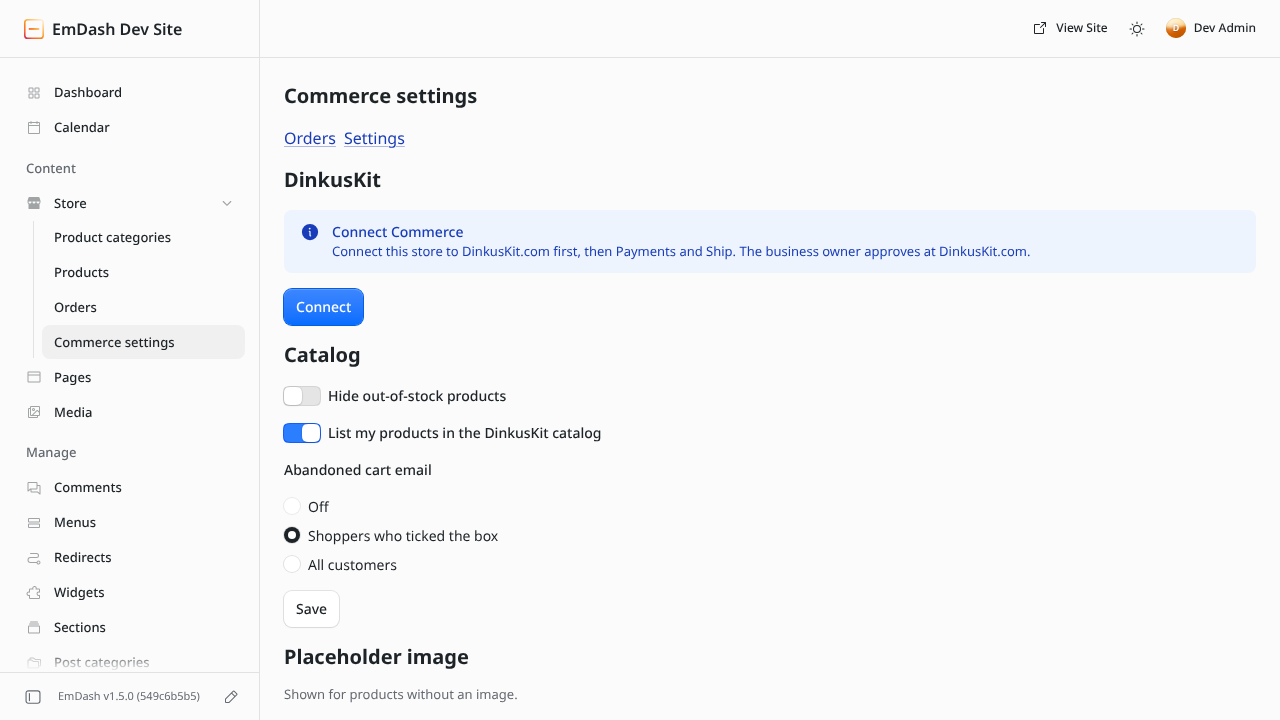 EmDash Dev Site
View Site
D
Dev Admin
Dashboard
Calendar
Content
Store
Product categories
Products
Orders
Commerce settings
Pages
Media
Manage
Comments
Menus
Redirects
Widgets
Sections
Post categories
EmDash v1.5.0 (549c6b5b5)
Commerce settings
Orders Settings
DinkusKit
Connect Commerce
Connect this store to DinkusKit.com first, then Payments and Ship. The business owner approves at DinkusKit.com.
Connect
Catalog
Hide out-of-stock products
List my products in the DinkusKit catalog
Abandoned cart email
Off
Shoppers who ticked the box
All customers
Save
Placeholder image
Shown for products without an image.